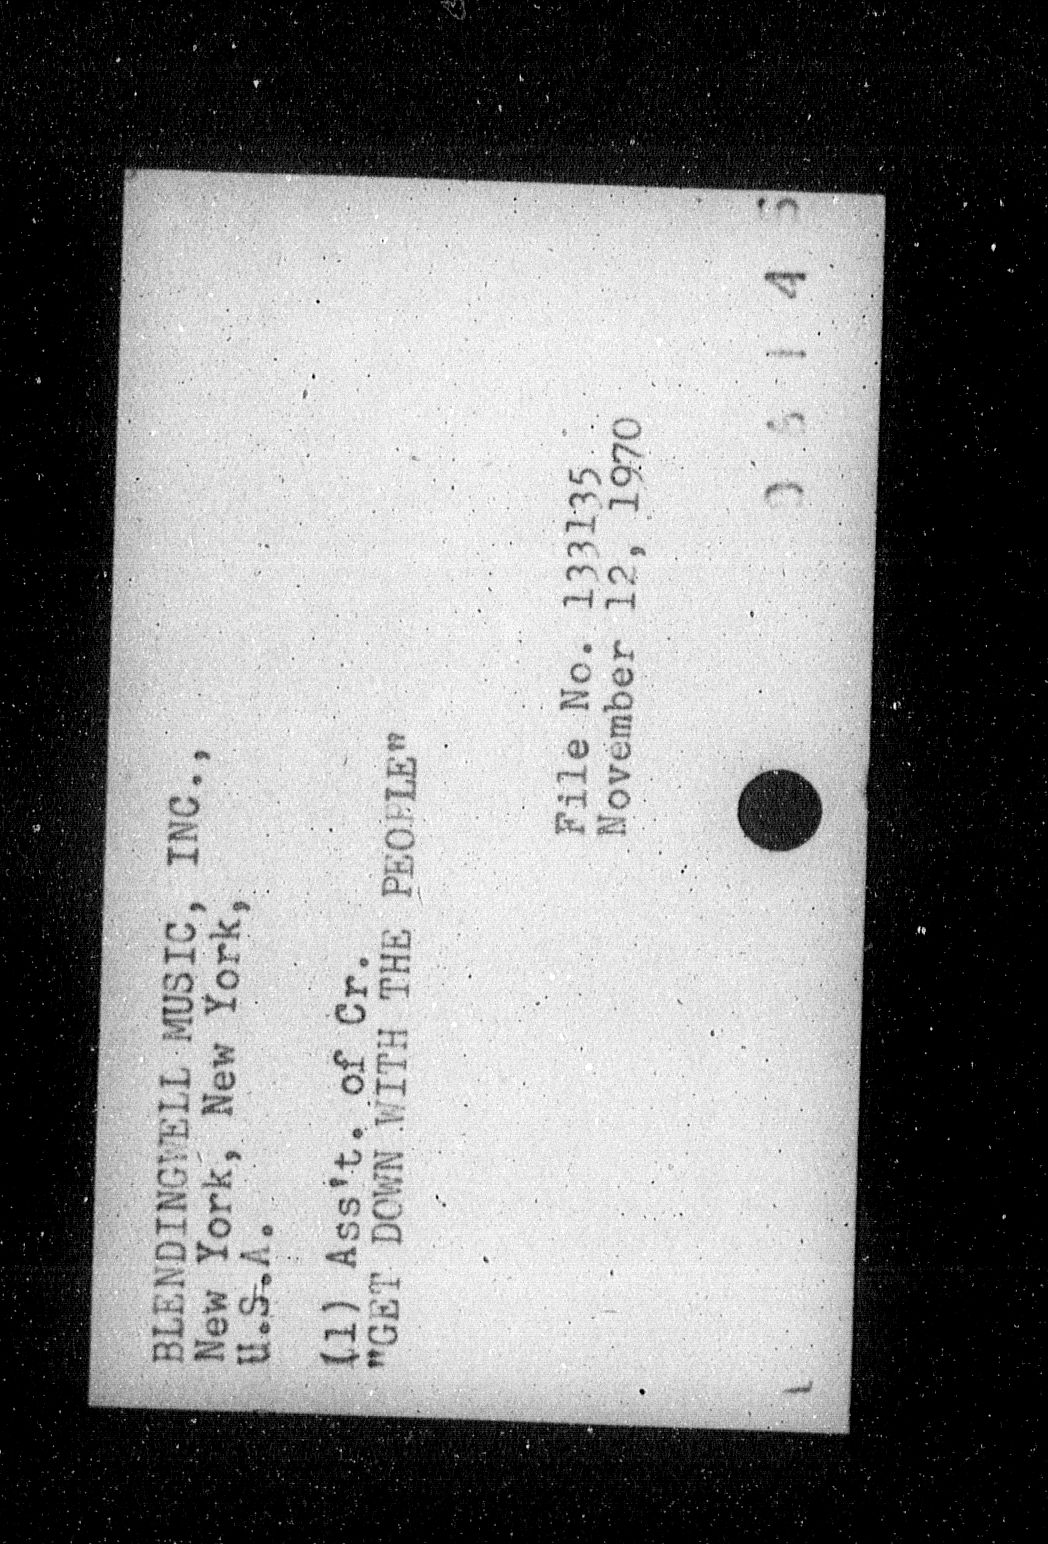 BLENDINGWELL MUSIC, INC.,
New York, New York,
U.S.A.
(1) Ass't. of Cr.
"GET DOWN WITH THE PEOPLE"
File No. 133135
November 12, 1970